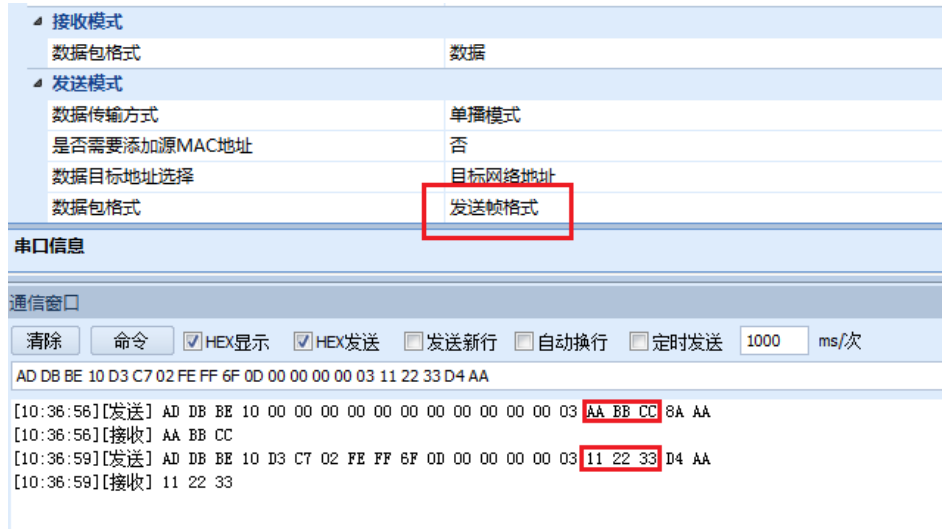 接收模式
数据包格式 数据
发送模式
数据传输方式 单播模式
是否需要添加源MAC地址 否
数据目标地址选择 目标网络地址
数据包格式 发送帧格式
串口信息
通信窗口
清除 命令 HEX显示 HEX发送 发送新行 自动换行 定时发送 1000 ms/次
AD DB BE 10 D3 C7 02 FE FF 6F 0D 00 00 00 00 03 11 22 33 D4 AA
[10:36:56][发送] AD DB BE 10 00 00 00 00 00 00 00 00 00 00 00 03 AA BB CC 8A AA
[10:36:56][接收] AA BB CC
[10:36:59][发送] AD DB BE 10 D3 C7 02 FE FF 6F 0D 00 00 00 00 03 11 22 33 D4 AA
[10:36:59][接收] 11 22 33